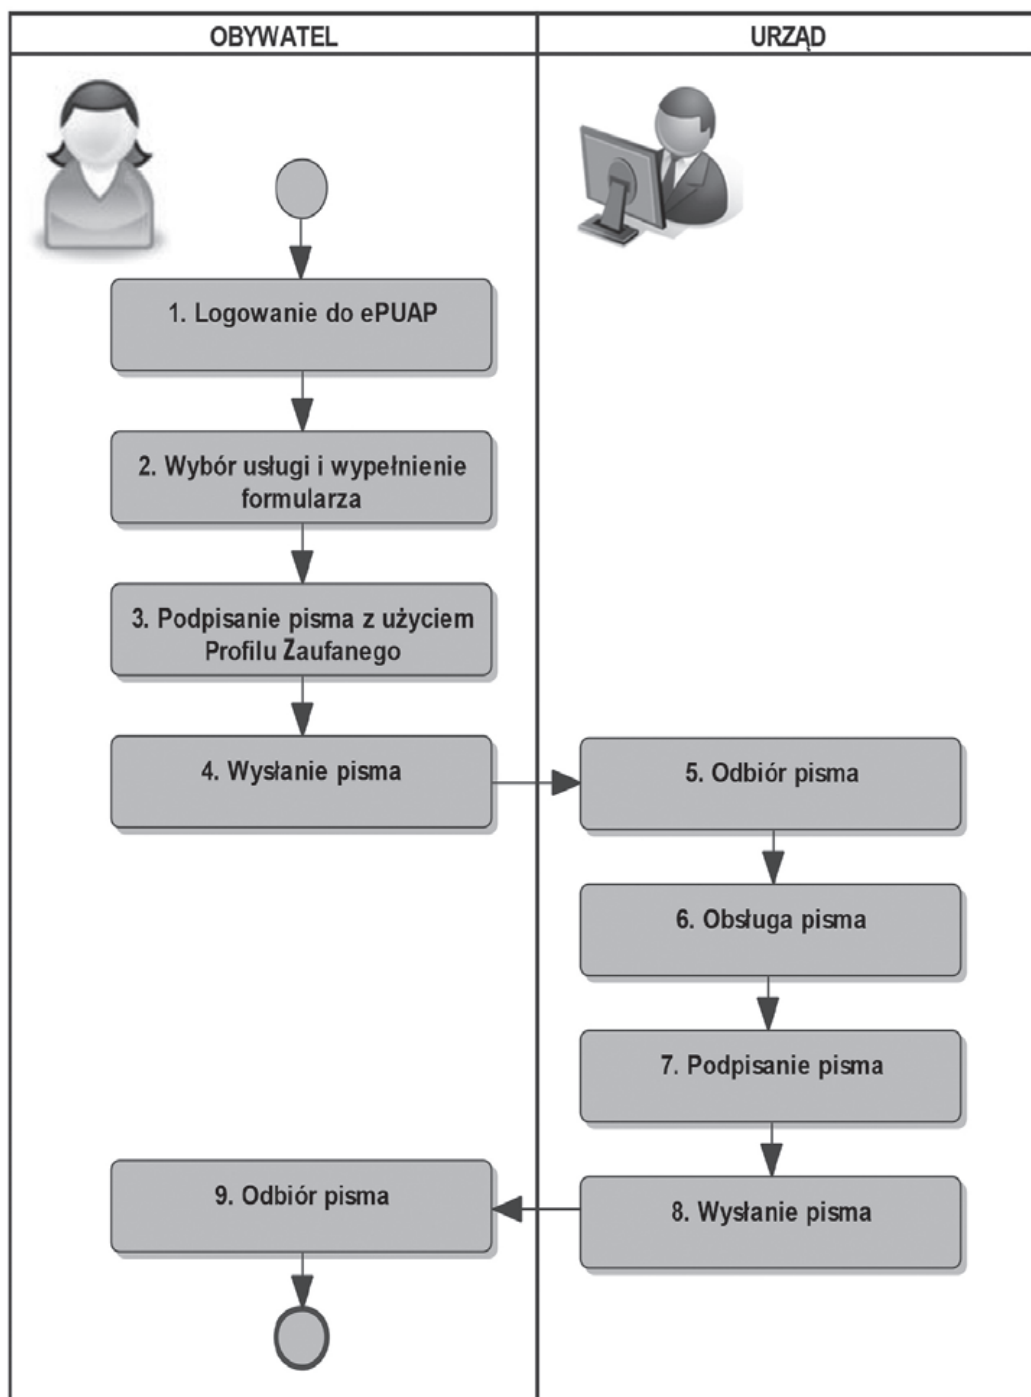 OBYWATEL
URZĄD
1. Logowanie do ePUAP
2. Wybór usługi i wypełnienie
formularza
3. Podpisanie pisma z użyciem
Profilu Zaufanego
4. Wysłanie pisma
5. Odbiór pisma
6. Obsługa pisma
7. Podpisanie pisma
8. Wysłanie pisma
9. Odbiór pisma